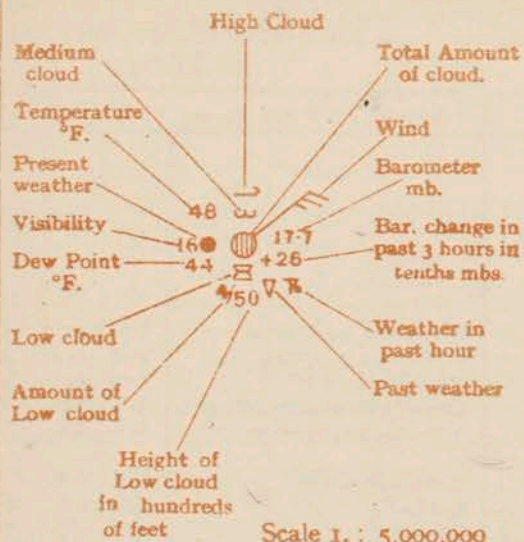 High Cloud
Medium
cloud
Total Amount
of cloud.
Temperature
°F.
Wind
Present
weather
Barometer
mb.
48
Visibility
16
17.7
Bar. change in
past 3 hours in
tenths mbs.
Dew Point
°F.
44
+26
50
Low cloud
Weather in
past hour
Amount of
Low cloud
Past weather
Height of
Low cloud
in hundreds
of feet
Scale 1. : 5,000,000